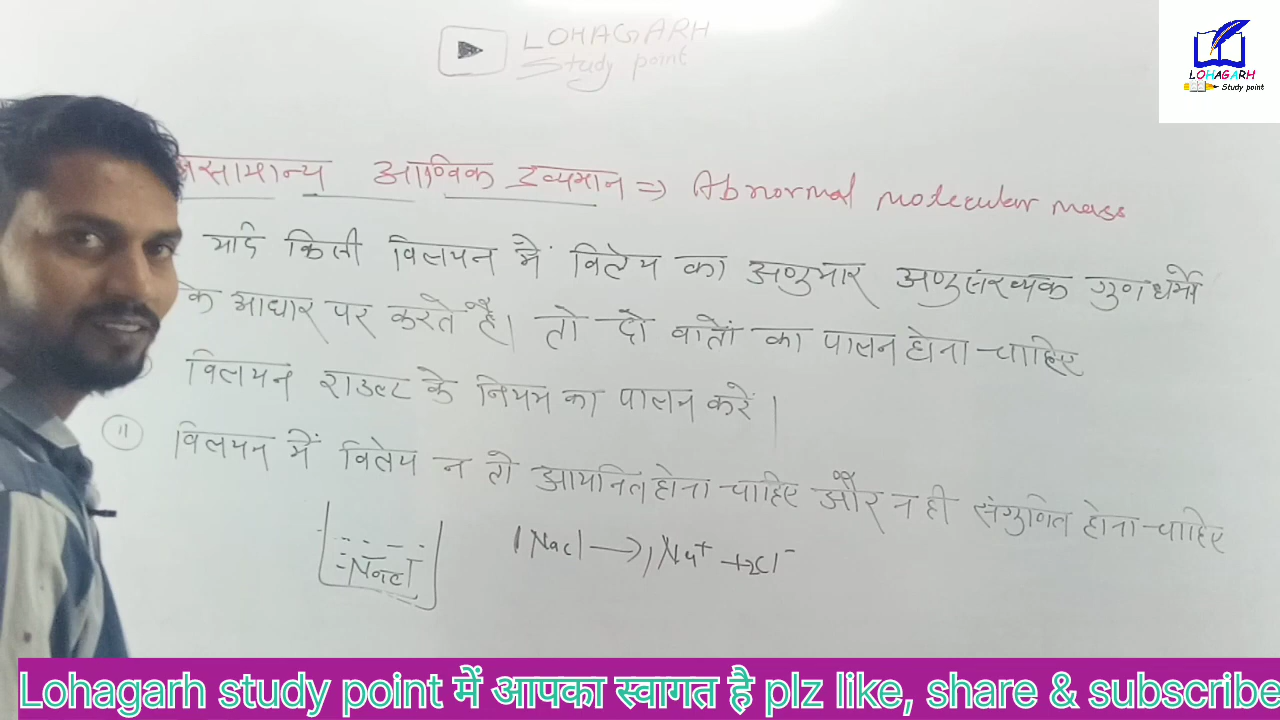 LOHAGARH
Study point
LOHAGARH
Study point
असामान्य आण्विक द्रव्यमान => Abnormal molecular mass
यदि किसी विलयन में विलेय का अणुभार अणुसंख्यक गुणधर्मो
के आधार पर करते है। तो दो बातों का पालन होना चाहिए
विलयन राउल्ट के नियम का पालन करें।
II विलयन में विलेय न तो आयनित होना चाहिए और न ही संगुणित होना चाहिए
NaCl
1 NaCl → 1 Na⁺ + Cl⁻
Lohagarh study point में आपका स्वागत है plz like, share & subscribe